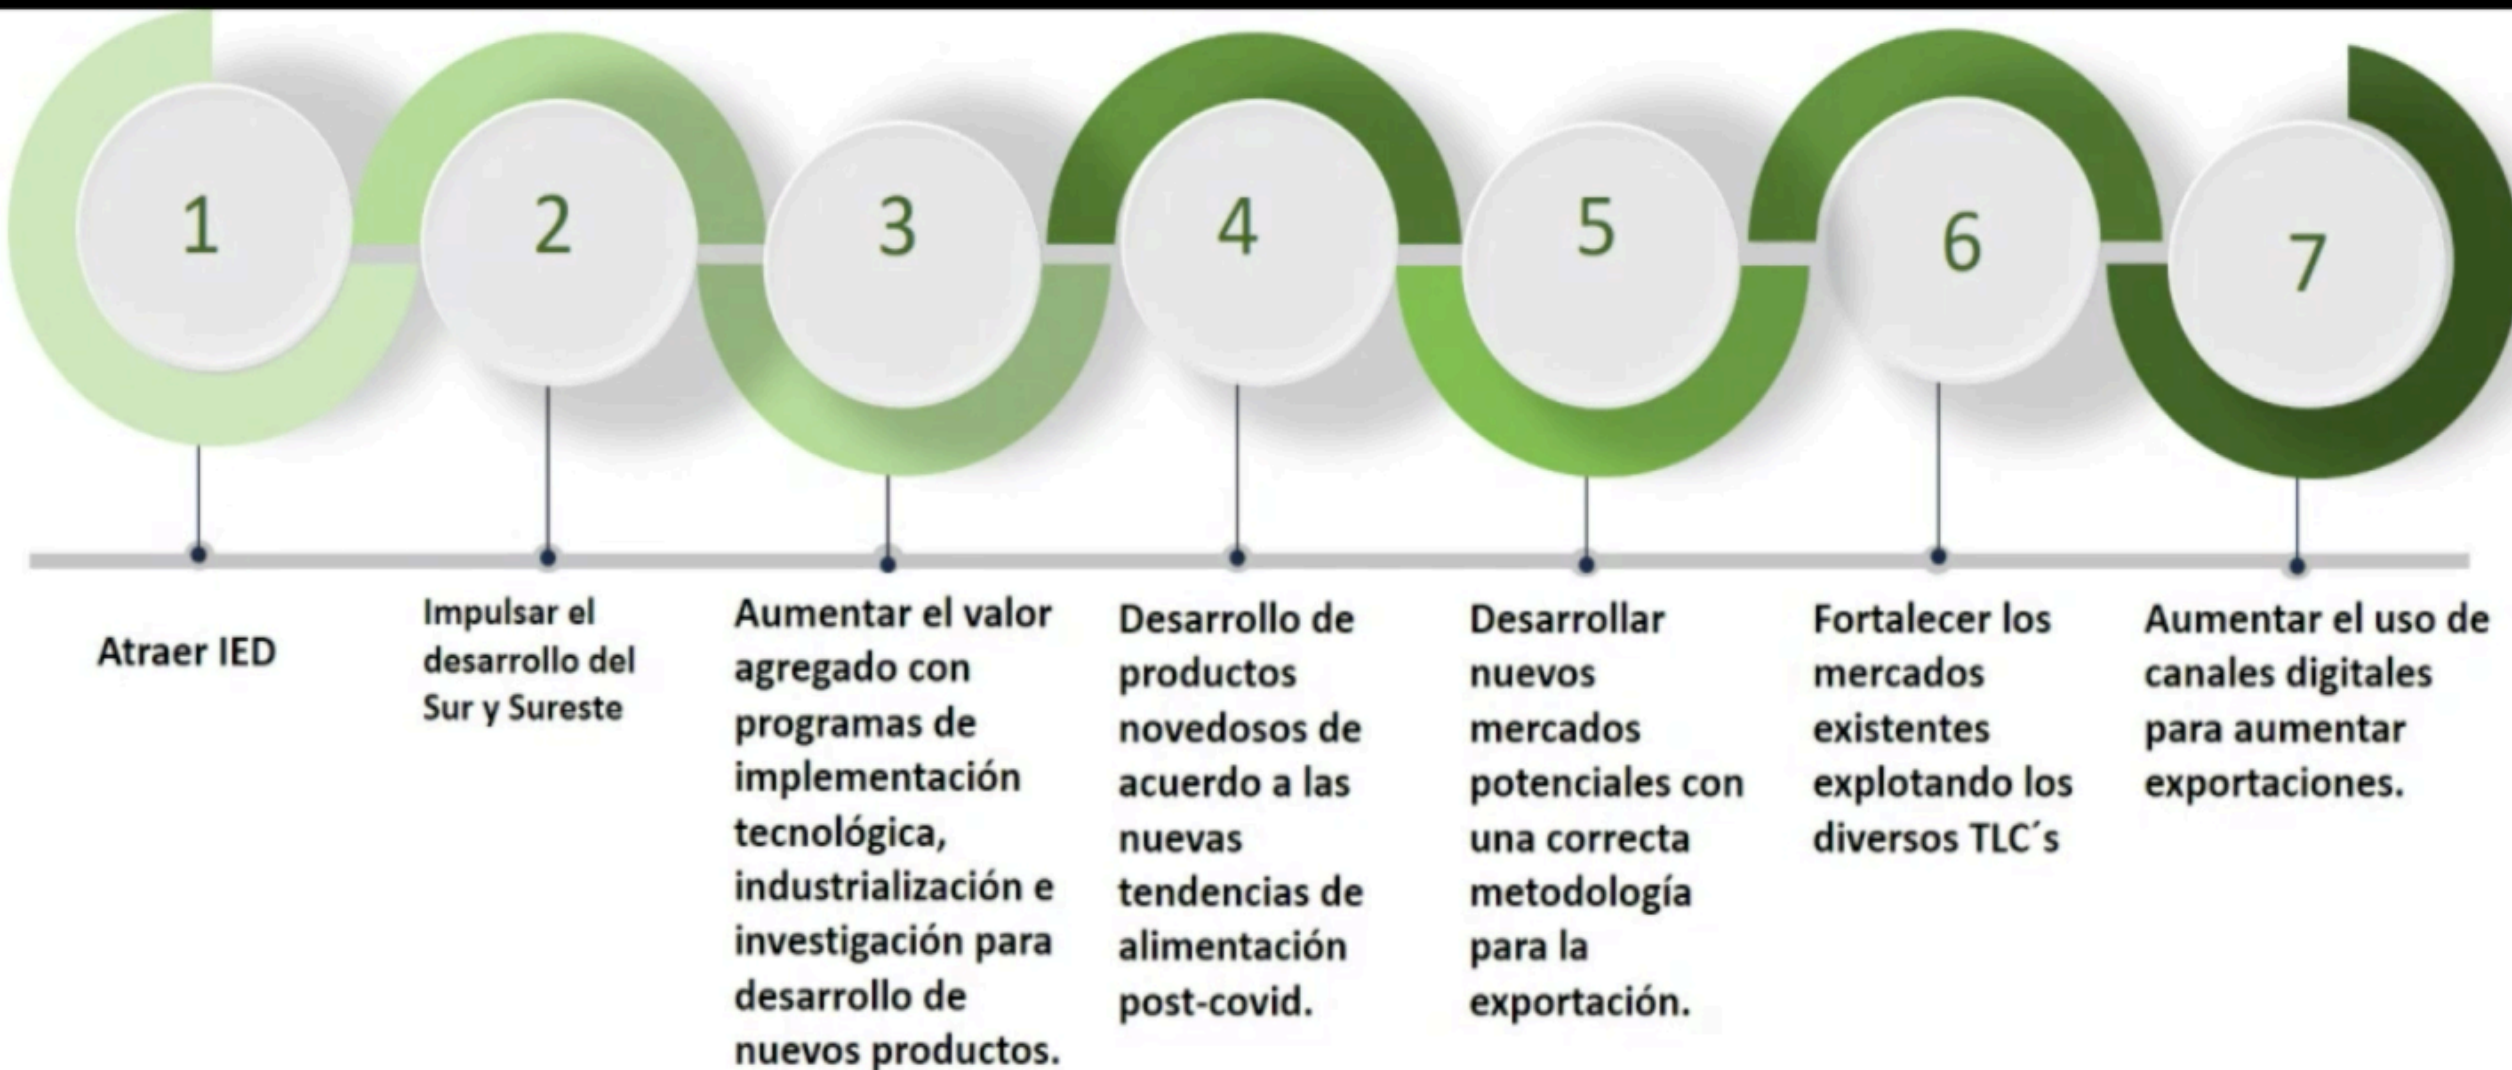 1
2
3
4
5
6
7
Atraer IED
Impulsar el
desarrollo del
Sur y Sureste
Aumentar el valor
agregado con
programas de
implementación
tecnológica,
industrialización e
investigación para
desarrollo de
nuevos productos.
Desarrollo de
productos
novedosos de
acuerdo a las
nuevas
tendencias de
alimentación
post-covid.
Desarrollar
nuevos
mercados
potenciales con
una correcta
metodología
para la
exportación.
Fortalecer los
mercados
existentes
explotando los
diversos TLC´s
Aumentar el uso de
canales digitales
para aumentar
exportaciones.